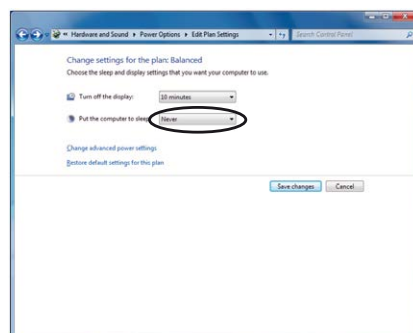 « Hardware and Sound ▸ Power Options ▸ Edit Plan Settings
Search Control Panel
Change settings for the plan: Balanced
Choose the sleep and display settings that you want your computer to use.
Turn off the display: 10 minutes
Put the computer to sleep: Never
Change advanced power settings
Restore default settings for this plan
Save changes Cancel